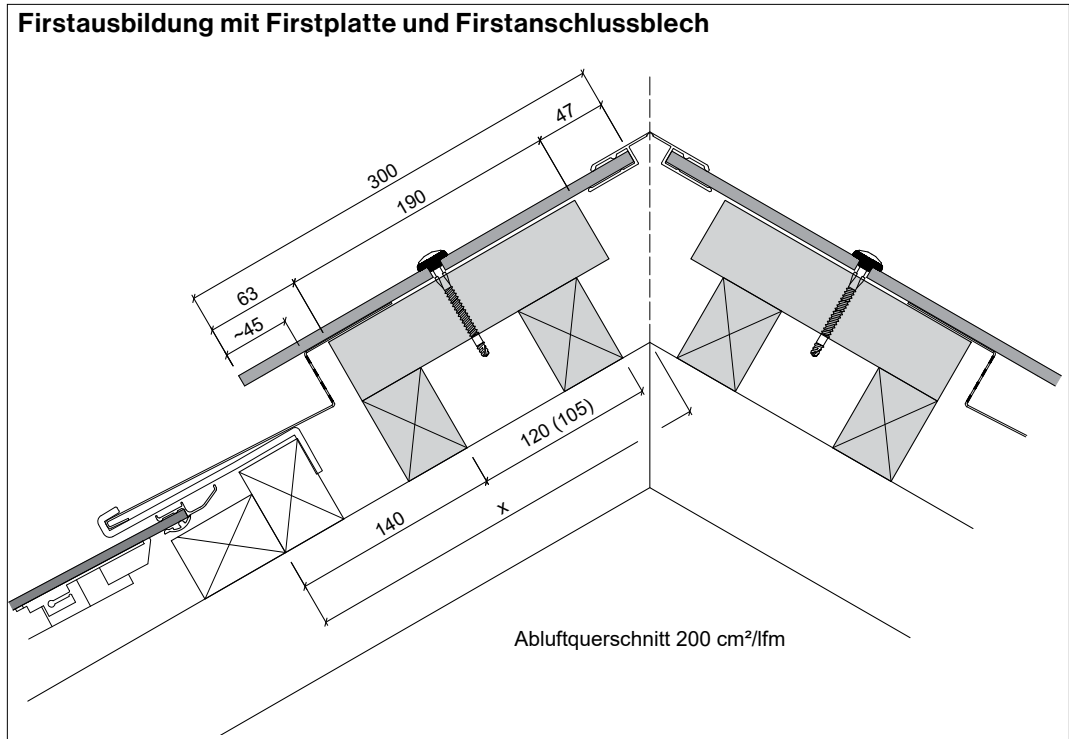 Firstausbildung mit Firstplatte und Firstanschlussblech
47
300
190
63
~45
120 (105)
140
x
Abluftquerschnitt 200 cm²/lfm